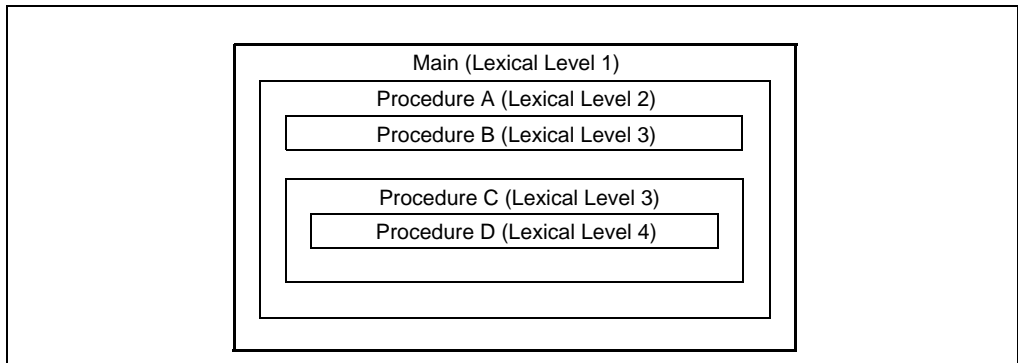 Main (Lexical Level 1)
Procedure A (Lexical Level 2)
Procedure B (Lexical Level 3)
Procedure C (Lexical Level 3)
Procedure D (Lexical Level 4)